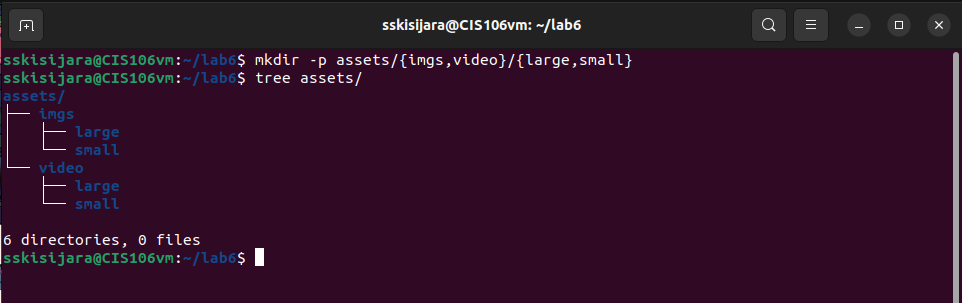 sskisijara@CIS106vm: ~/lab6
sskisijara@CIS106vm:~/lab6$ mkdir -p assets/{imgs,video}/{large,small}
sskisijara@CIS106vm:~/lab6$ tree assets/
assets/
├── imgs
│   ├── large
│   └── small
└── video
    ├── large
    └── small
6 directories, 0 files
sskisijara@CIS106vm:~/lab6$